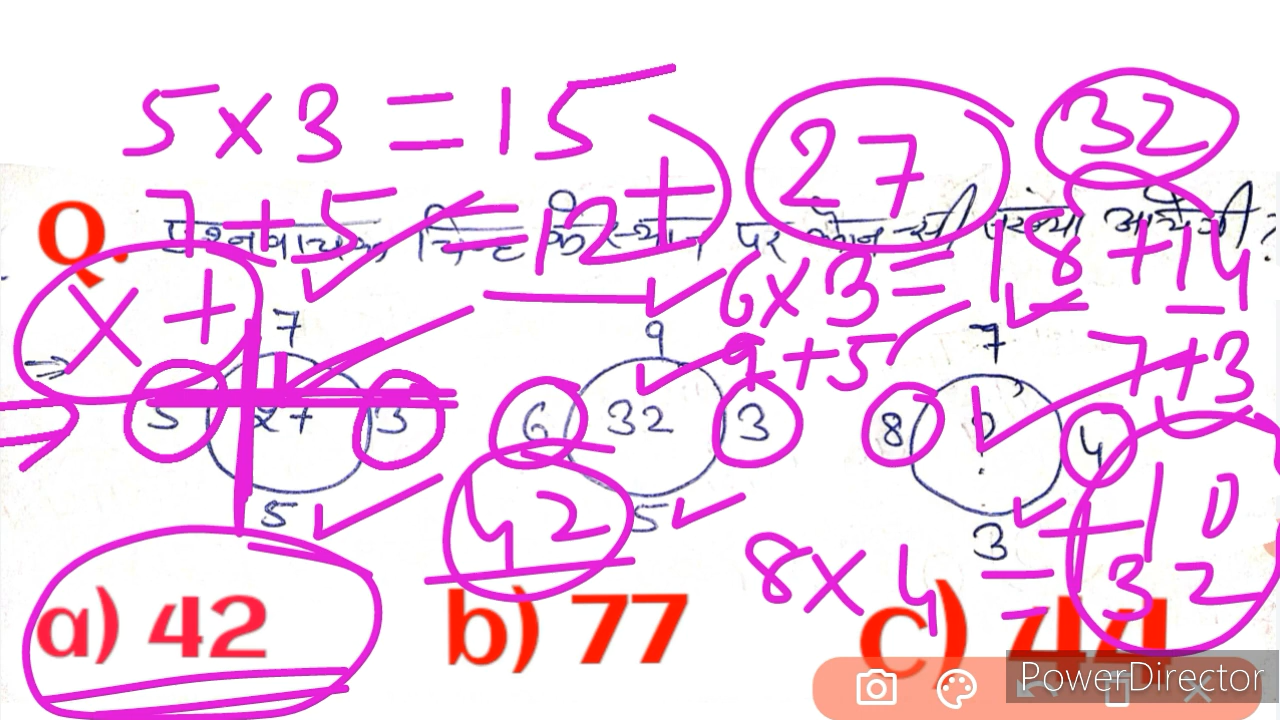 5×3=15
27
32
7+5=12+
Q. प्रश्नवाचक चिन्ह के स्थान पर कौन-सी संख्या आयेगी?
×+
6×3=18+14
7 9 7
9+5
7+3
5 27 3 6 32 3 8 ? 4
5 5 3
42
10
8×4=32
a) 42 b) 77 c) 44
PowerDirector